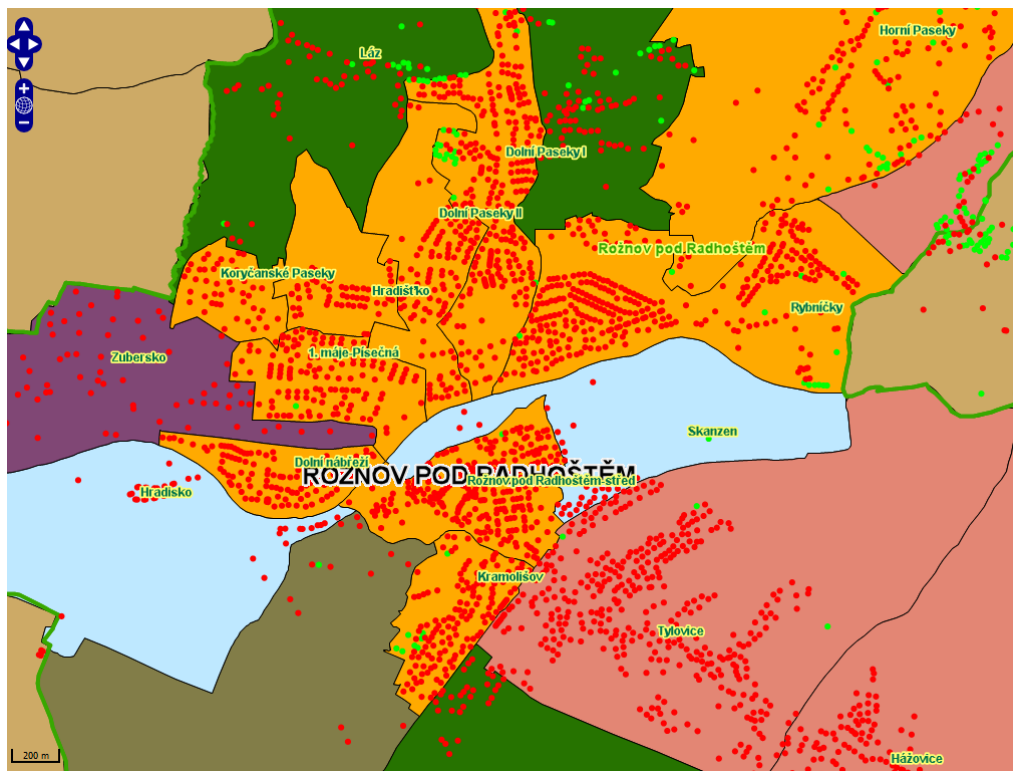 Horní Paseky
Láz
Dolní Paseky I
Dolní Paseky II
Rožnov pod Radhoštěm
Koryčanské Paseky
Hradišťko
Rybníčky
Zubersko
1. máje-Písečná
Skanzen
Dolní nábřeží
ROŽNOV POD RADHOŠTĚM
Rožnov pod Radhoštěm-střed
Hradisko
Kramolišov
Tylovice
200 m
Hážovice